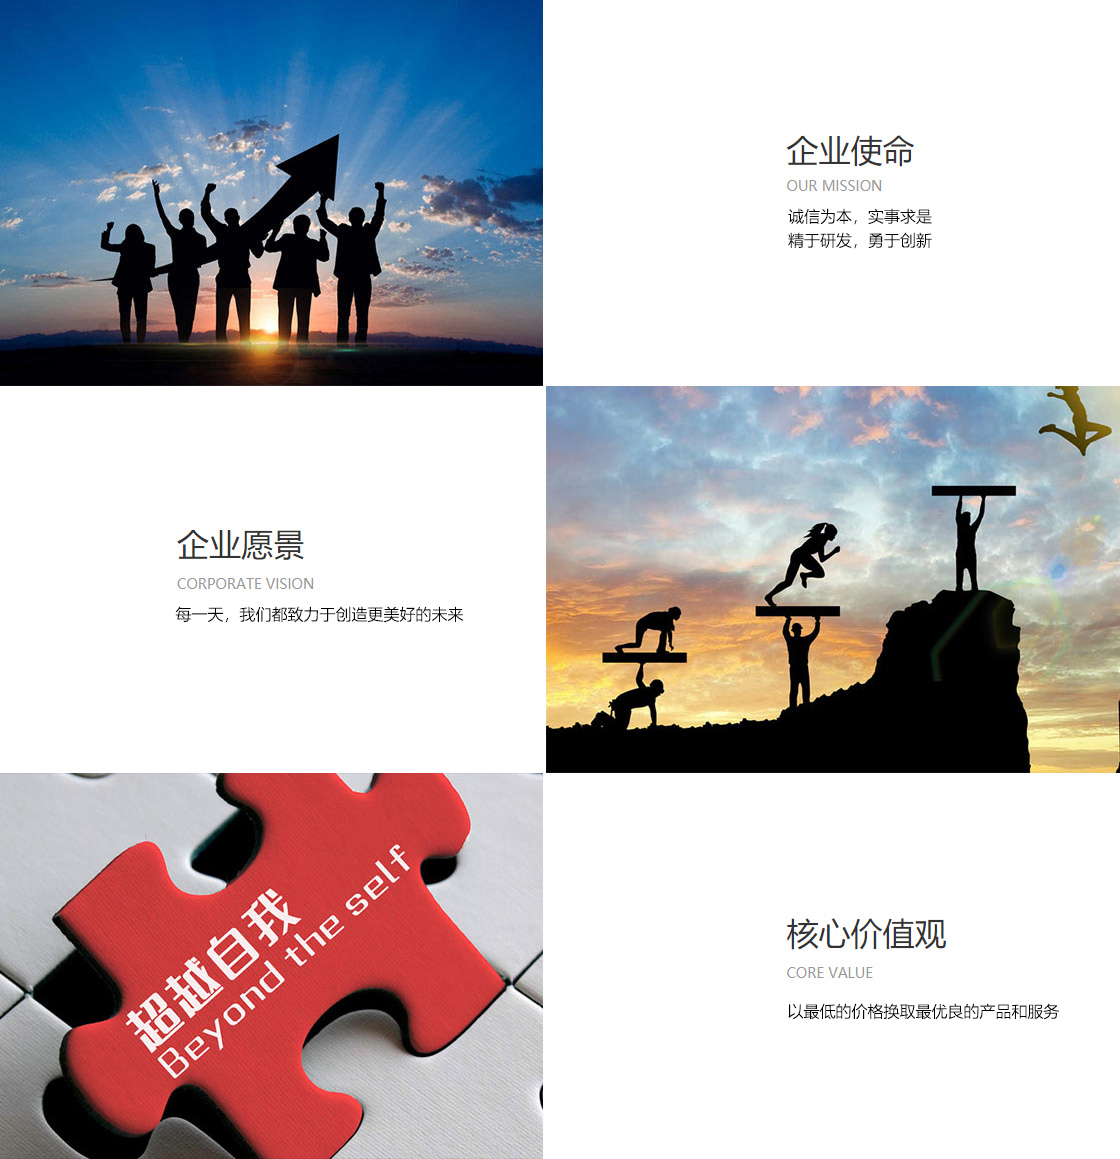 企业使命
OUR MISSION
诚信为本，实事求是
精于研发，勇于创新
企业愿景
CORPORATE VISION
每一天，我们都致力于创造更美好的未来
超越自我
Beyond the self
核心价值观
CORE VALUE
以最低的价格换取最优良的产品和服务